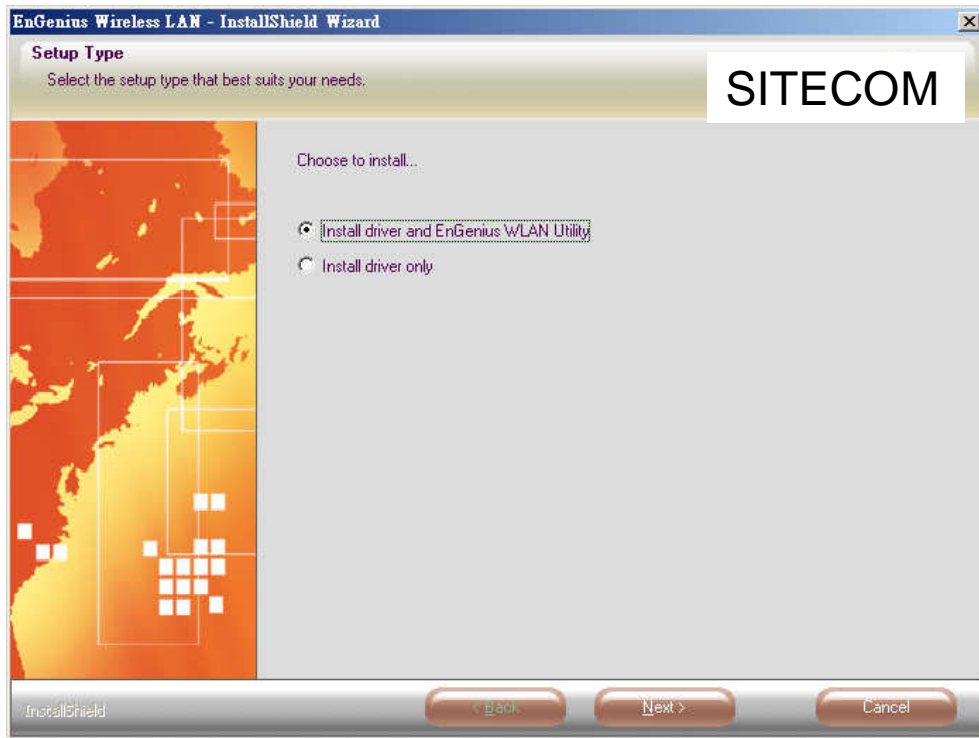 EnGenius Wireless LAN - InstallShield Wizard
Setup Type
Select the setup type that best suits your needs.
SITECOM
Choose to install...
Install driver and EnGenius WLAN Utility
Install driver only
InstallShield
< Back
Next >
Cancel